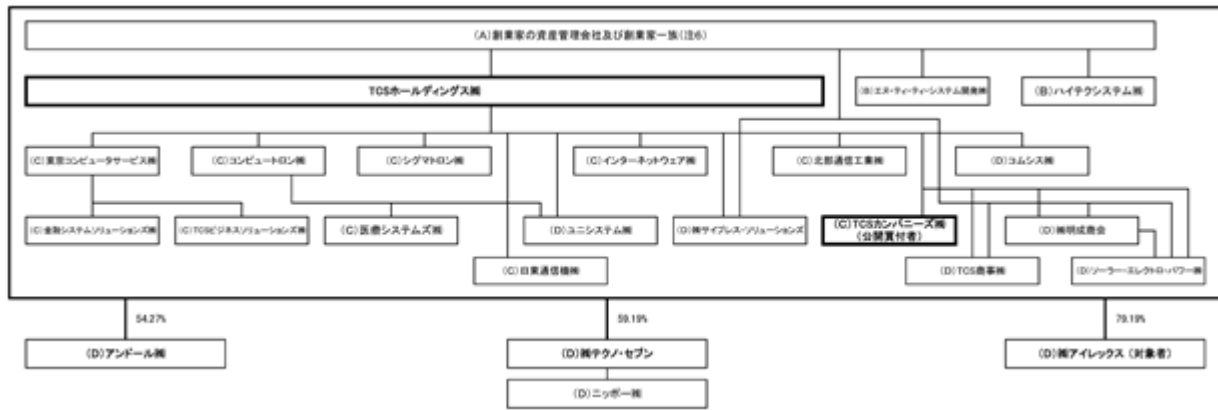 (A)創業家の資産管理会社及び創業家一族(注6)
TCSホールディングス㈱
(B)エヌ・ティ・ティ・システム開発㈱
(B)ハイテクシステム㈱
(C)東京コンピュータサービス㈱
(C)コンピュートロン㈱
(C)シグマトロン㈱
(C)インターネットウェア㈱
(C)北部通信工業㈱
(D)コムシス㈱
(C)金融システムソリューションズ㈱
(C)TCSビジネスソリューションズ㈱
(C)医療システムズ㈱
(D)ユニシステム㈱
(D)㈱サイプレス・ソリューションズ
(C)TCSカンパニーズ㈱
(公開買付者)
(D)㈱明成商会
(C)日東通信機㈱
(D)TCS商事㈱
(D)ソーラー・エレクトロ・パワー㈱
54.27%
59.19%
79.19%
(D)アンドール㈱
(D)㈱テクノ・セブン
(D)㈱アイレックス(対象者)
(D)ニッポー㈱